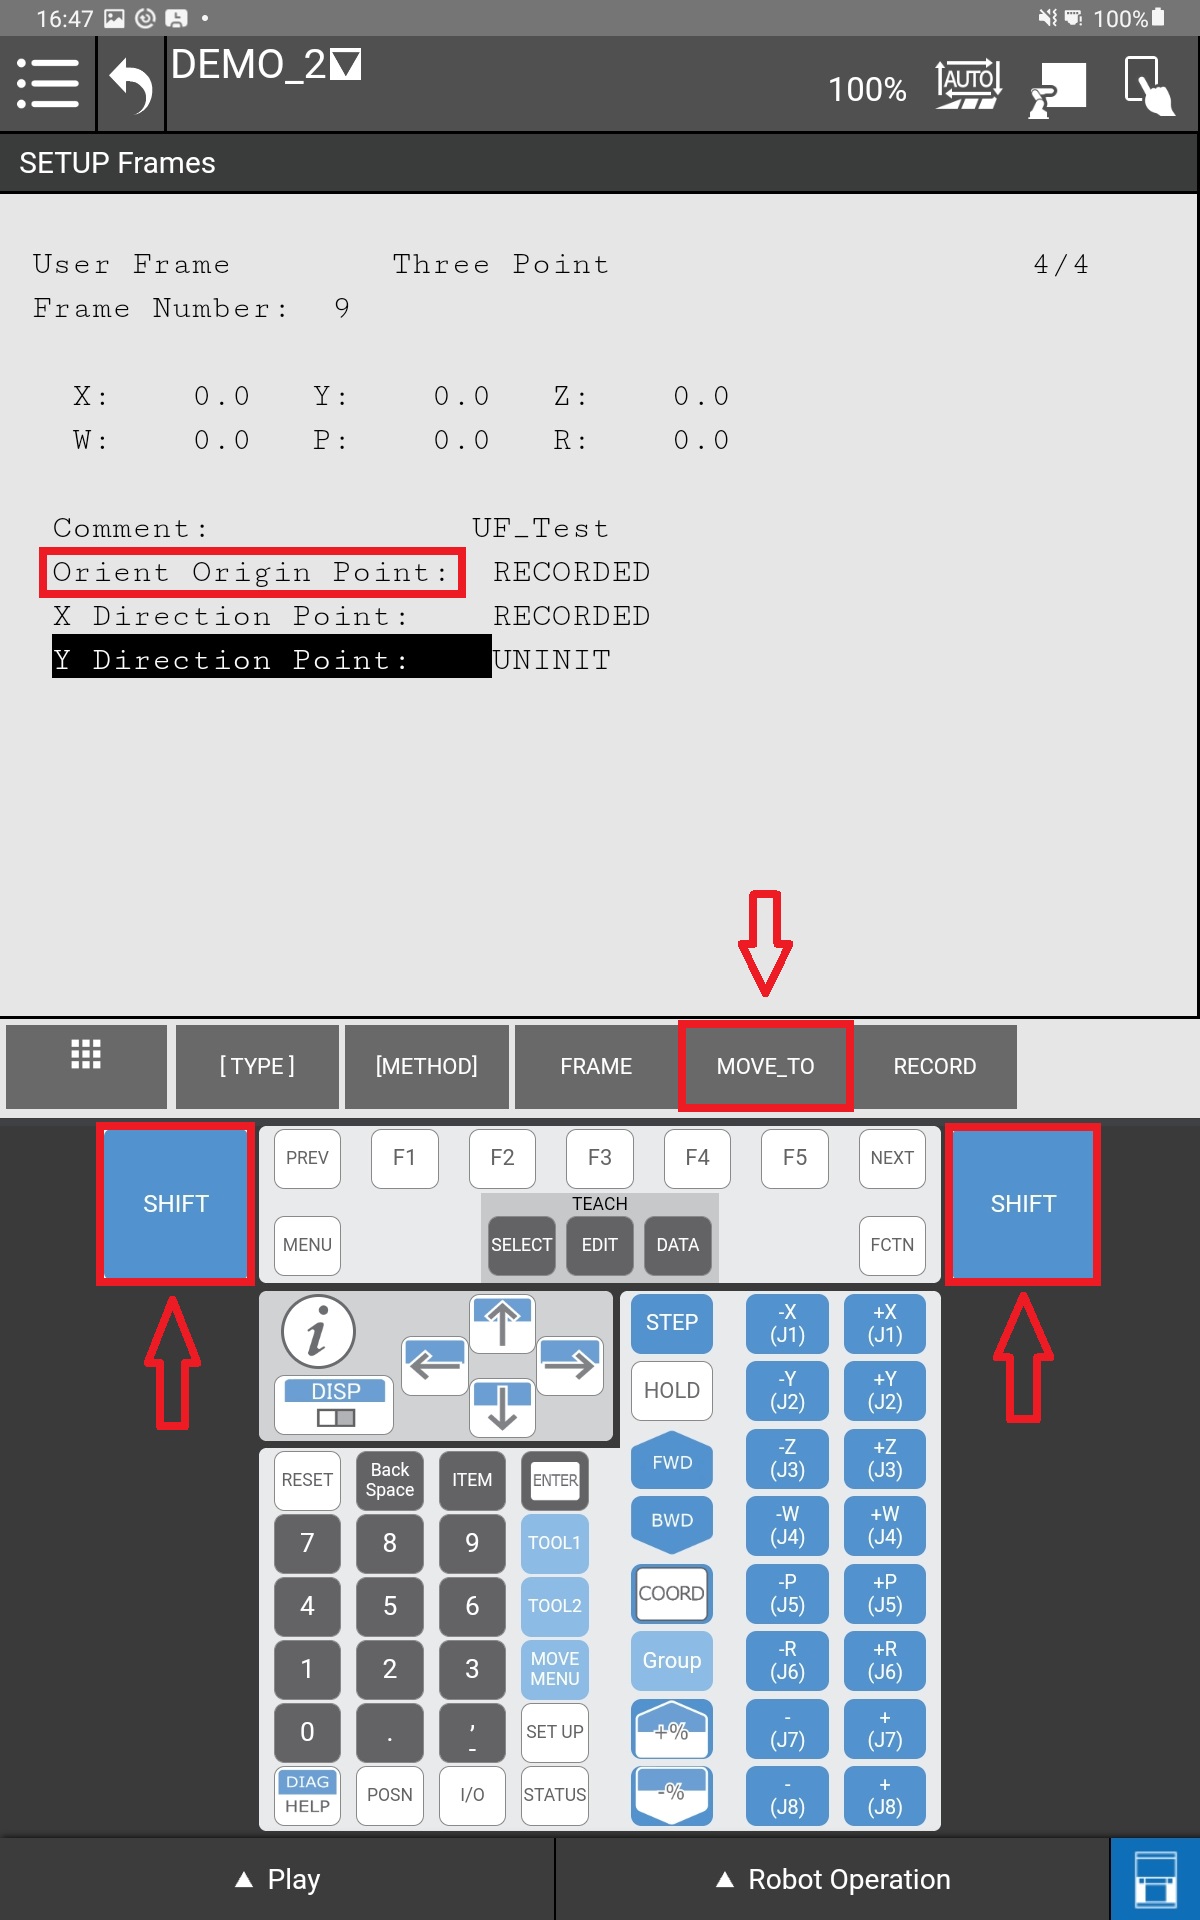 16:47
100%
DEMO_2
100%
AUTO
SETUP Frames
User Frame Three Point 4/4
Frame Number: 9
X: 0.0 Y: 0.0 Z: 0.0
W: 0.0 P: 0.0 R: 0.0
Comment: UF_Test
Orient Origin Point: RECORDED
X Direction Point: RECORDED
Y Direction Point: UNINIT
[ TYPE ] [METHOD] FRAME MOVE_TO RECORD
SHIFT
PREV F1 F2 F3 F4 F5 NEXT
SHIFT
TEACH
MENU SELECT EDIT DATA FCTN
i
DISP
STEP
HOLD
FWD
BWD
COORD
Group
+%
-%
-X
(J1)
+X
(J1)
-Y
(J2)
+Y
(J2)
-Z
(J3)
+Z
(J3)
-W
(J4)
+W
(J4)
-P
(J5)
+P
(J5)
-R
(J6)
+R
(J6)
-
(J7)
+
(J7)
-
(J8)
+
(J8)
RESET
Back
Space
ITEM
ENTER
7 8 9 TOOL1
4 5 6 TOOL2
1 2 3
MOVE
MENU
0 . ,
-
SET UP
DIAG
HELP
POSN I/O STATUS
▲ Play
▲ Robot Operation